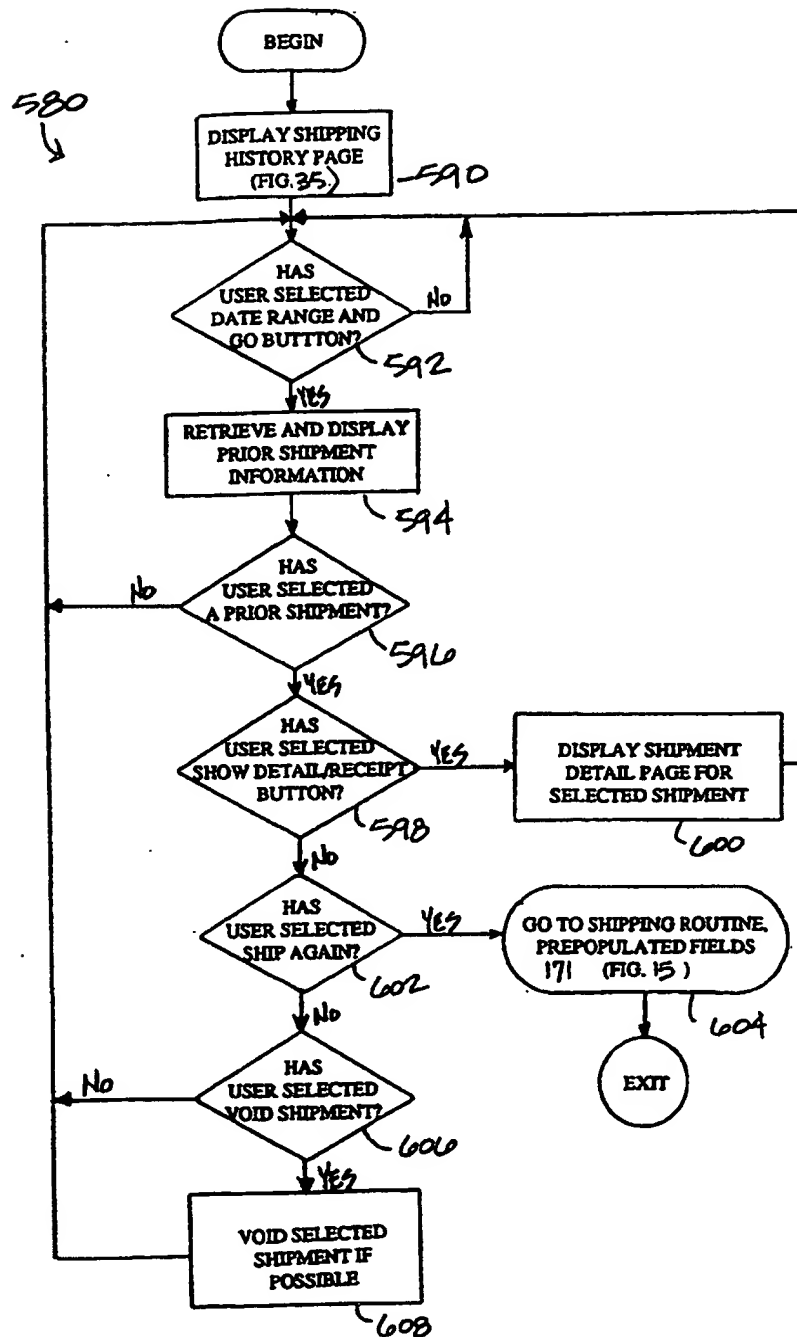 BEGIN
580
DISPLAY SHIPPING
HISTORY PAGE
(FIG. 35.)
590
HAS
USER SELECTED
DATE RANGE AND
GO BUTTTON?
No
592
YES
RETRIEVE AND DISPLAY
PRIOR SHIPMENT
INFORMATION
594
HAS
USER SELECTED
A PRIOR SHIPMENT?
No
596
YES
HAS
USER SELECTED
SHOW DETAIL/RECEIPT
BUTTON?
YES
598
DISPLAY SHIPMENT
DETAIL PAGE FOR
SELECTED SHIPMENT
600
No
HAS
USER SELECTED
SHIP AGAIN?
YES
602
GO TO SHIPPING ROUTINE,
PREPOPULATED FIELDS
171 (FIG. 15 )
604
EXIT
No
HAS
USER SELECTED
VOID SHIPMENT?
No
606
YES
VOID SELECTED
SHIPMENT IF
POSSIBLE
608